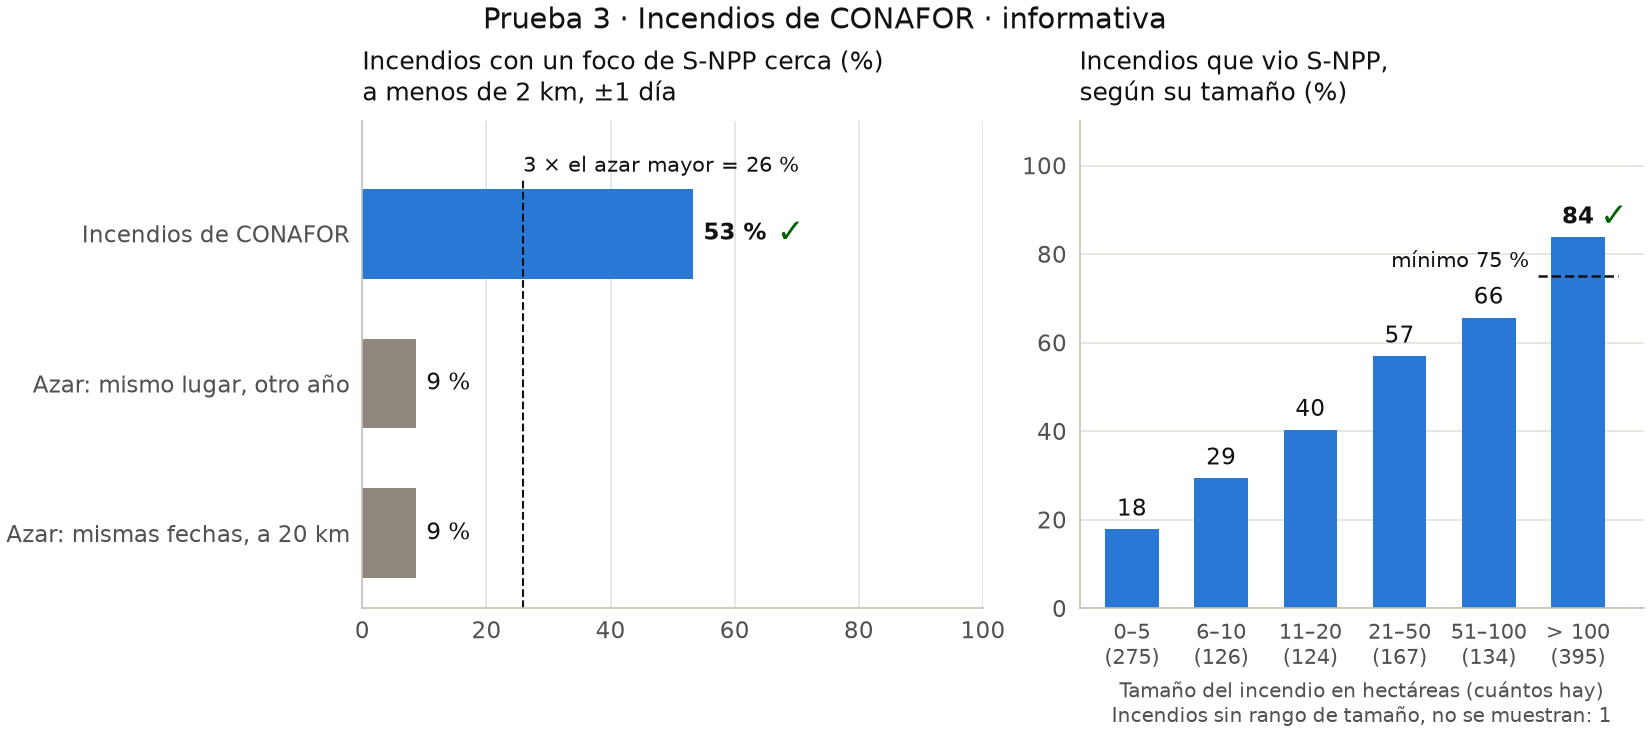 Prueba 3 · Incendios de CONAFOR · informativa
Incendios con un foco de S-NPP cerca (%)
a menos de 2 km, ±1 día
3 × el azar mayor = 26 %
Incendios de CONAFOR
53 % ✓
Azar: mismo lugar, otro año
9 %
Azar: mismas fechas, a 20 km
9 %
0 20 40 60 80 100
Incendios que vio S-NPP,
según su tamaño (%)
100
80
60
40
20
0
84 ✓
mínimo 75 %
66
57
40
29
18
0–5 6–10 11–20 21–50 51–100 > 100
(275) (126) (124) (167) (134) (395)
Tamaño del incendio en hectáreas (cuántos hay)
Incendios sin rango de tamaño, no se muestran: 1